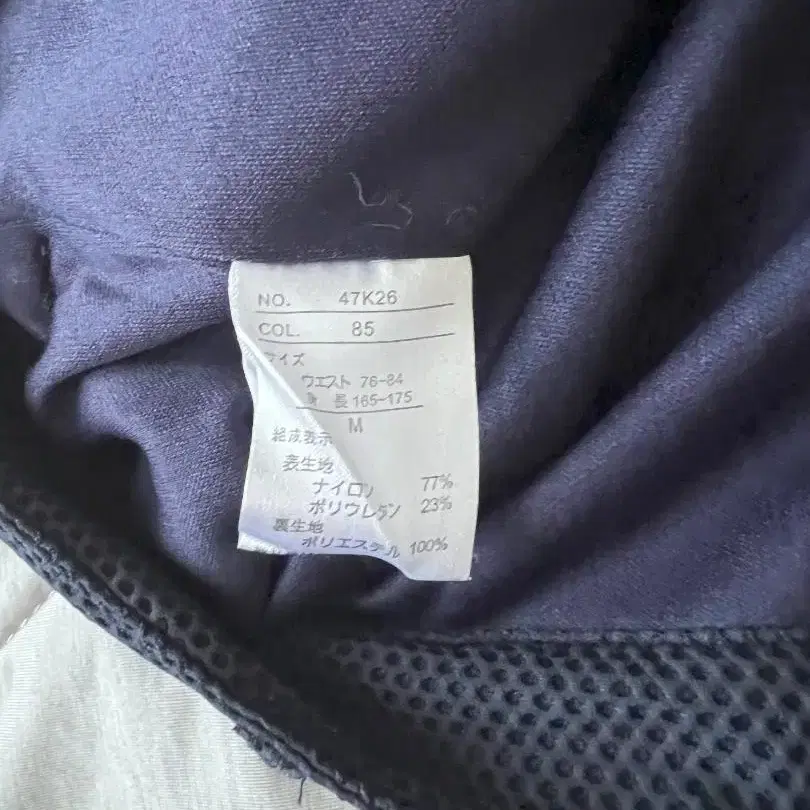 NO. 47K26
COL. 85
イズ
ウエスト 76-84
長 165-175
M
組成表示
表生地
ナイロン 77%
ポリウレタン 23%
裏生地
ポリエステル 100%